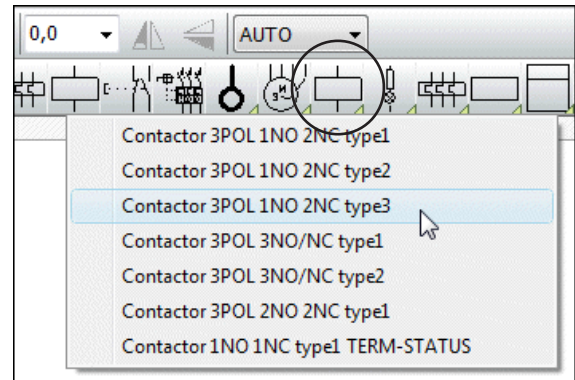 0,0 AUTO
Contactor 3POL 1NO 2NC type1
Contactor 3POL 1NO 2NC type2
Contactor 3POL 1NO 2NC type3
Contactor 3POL 3NO/NC type1
Contactor 3POL 3NO/NC type2
Contactor 3POL 2NO 2NC type1
Contactor 1NO 1NC type1 TERM-STATUS